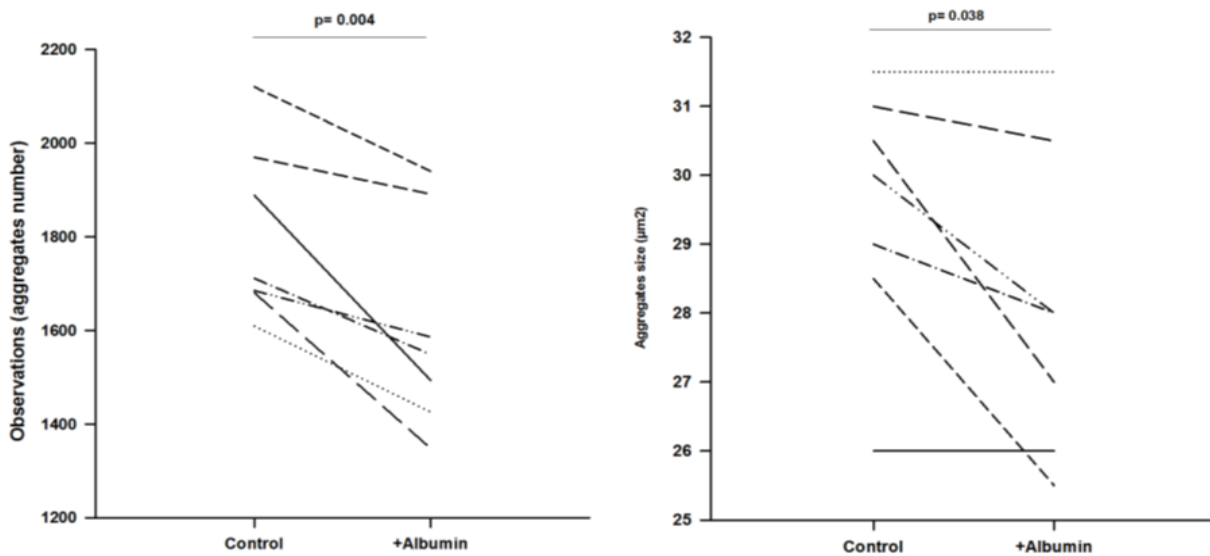 p= 0.004
2200
2000
1800
1600
1400
1200
Observations (aggregates number)
Control
+Albumin
p= 0.038
32
31
30
29
28
27
26
25
Aggregates size (µm2)
Control
+Albumin